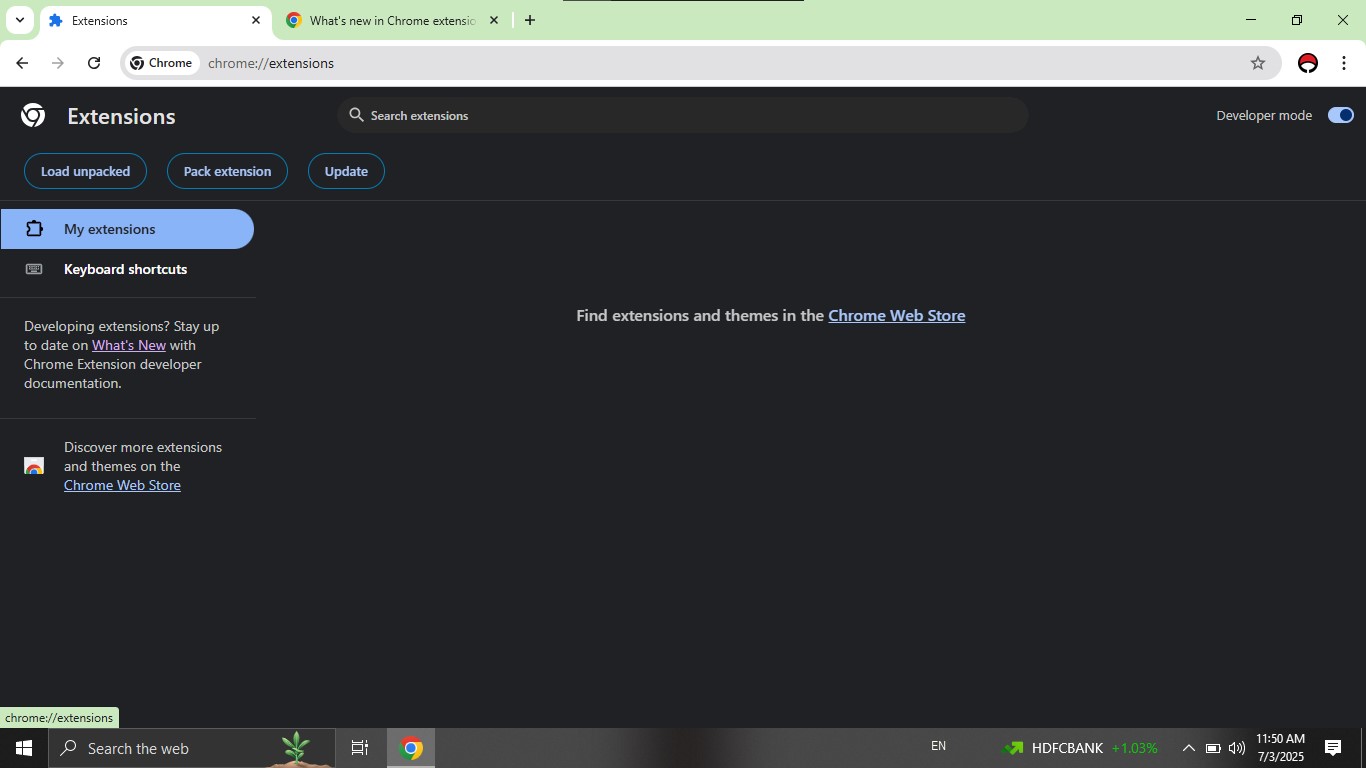 Extensions
What's new in Chrome extensio
Chrome
chrome://extensions
Extensions
Search extensions
Developer mode
Load unpacked
Pack extension
Update
My extensions
Keyboard shortcuts
Find extensions and themes in the Chrome Web Store
Developing extensions? Stay up
to date on What's New with
Chrome Extension developer
documentation.
Discover more extensions
and themes on the
Chrome Web Store
chrome://extensions
Search the web
EN
HDFCBANK +1.03%
11:50 AM
7/3/2025